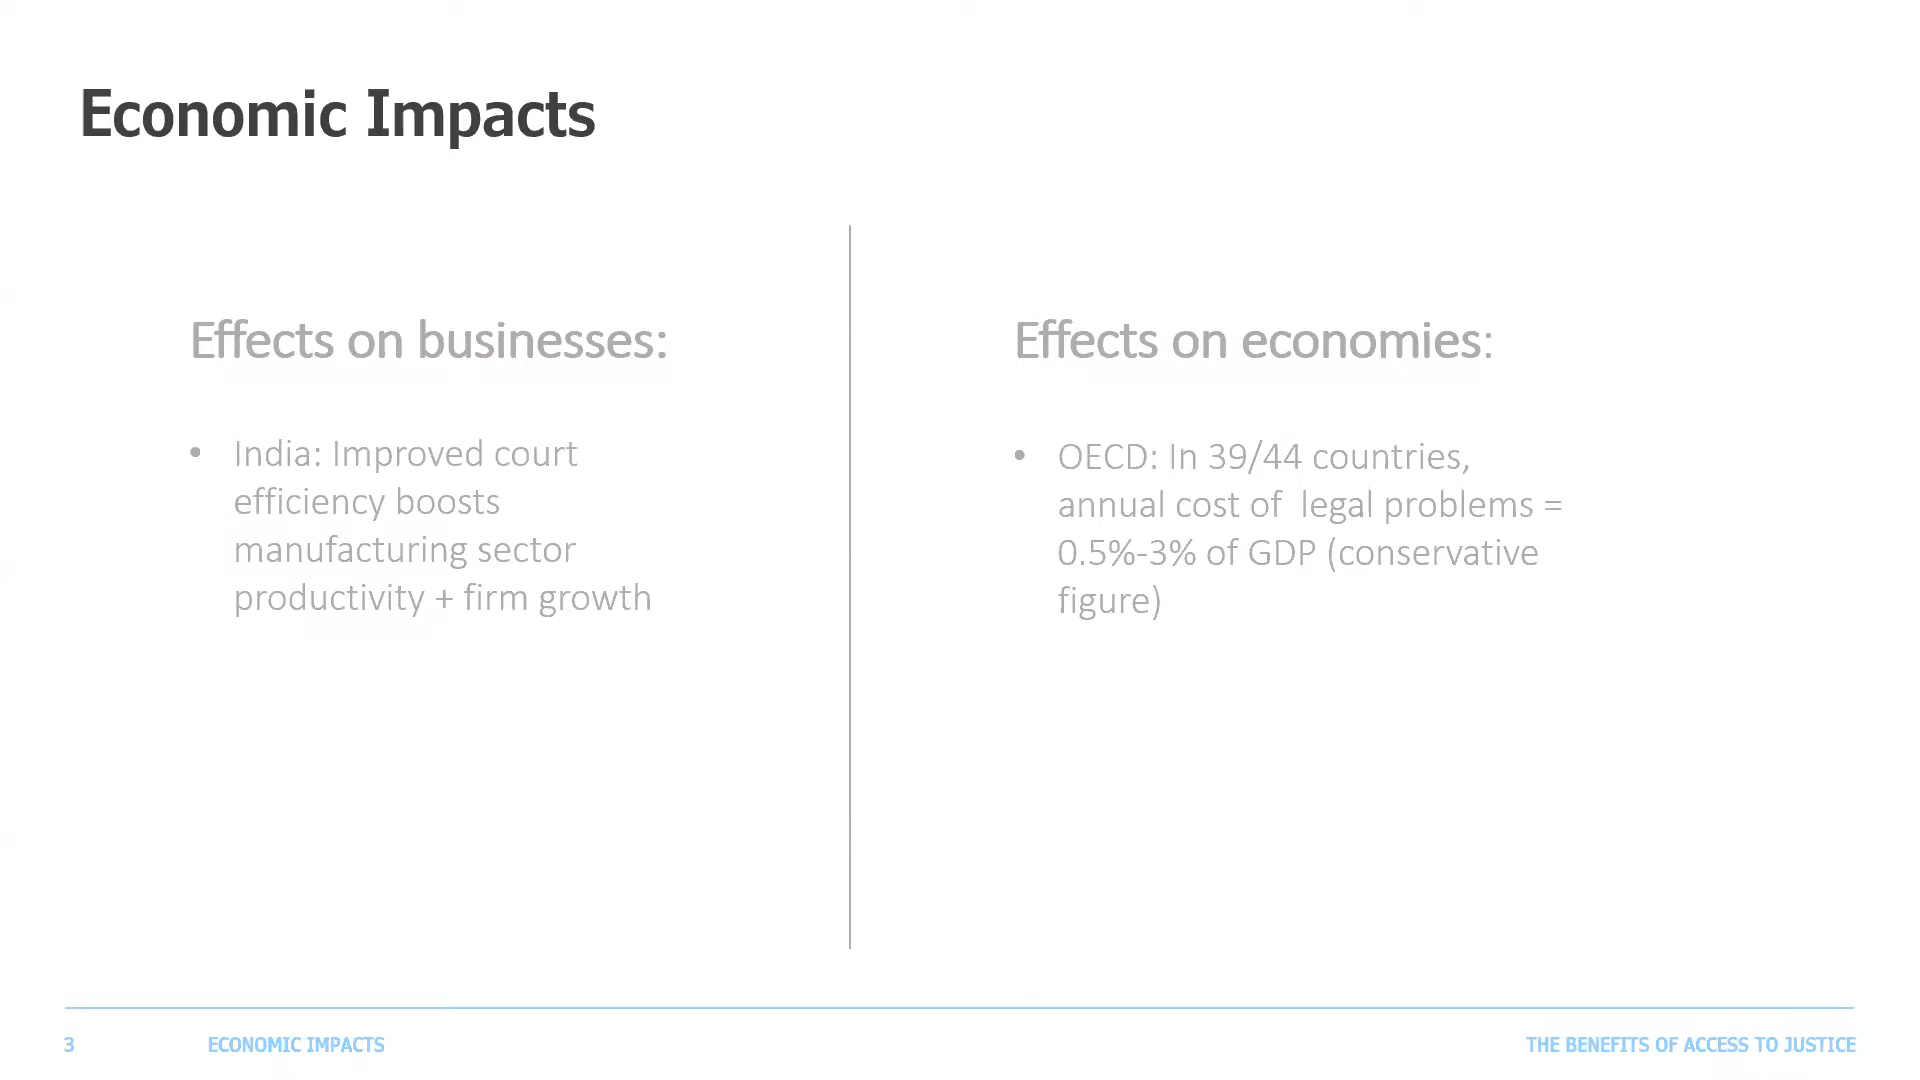 Economic Impacts
Effects on businesses:
• India: Improved court
efficiency boosts
manufacturing sector
productivity + firm growth
Effects on economies:
• OECD: In 39/44 countries,
annual cost of  legal problems =
0.5%-3% of GDP (conservative
figure)
3
ECONOMIC IMPACTS
THE BENEFITS OF ACCESS TO JUSTICE